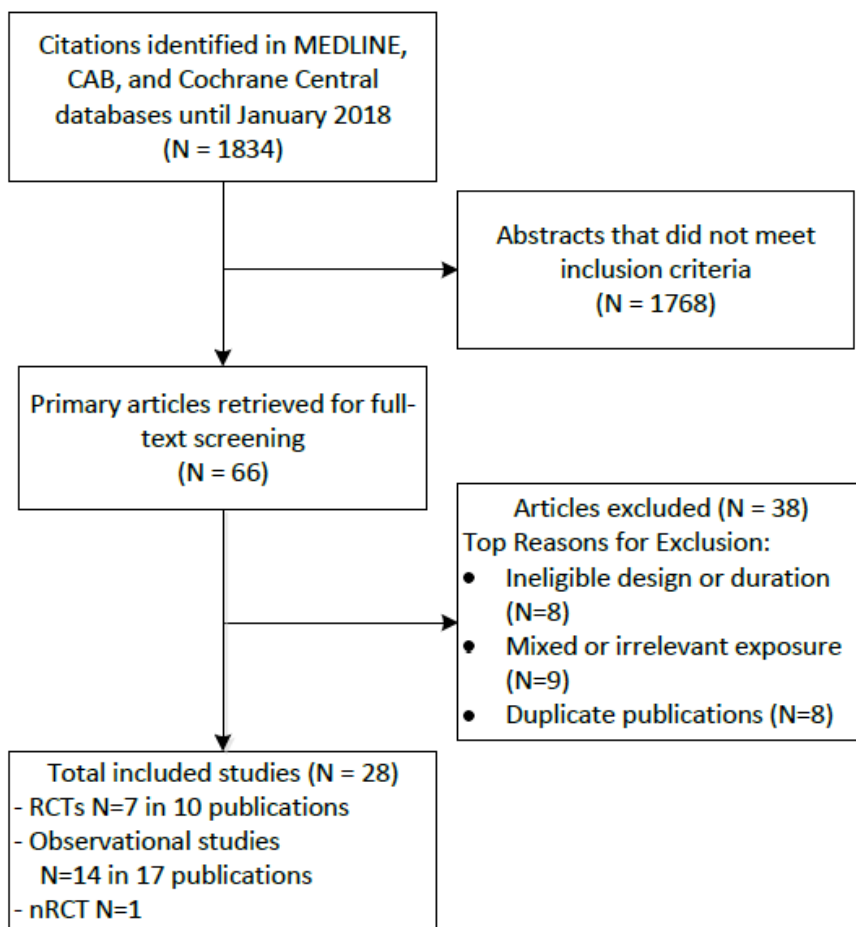 Citations identified in MEDLINE,
CAB, and Cochrane Central
databases until January 2018
(N = 1834)
Abstracts that did not meet
inclusion criteria
(N = 1768)
Primary articles retrieved for full-
text screening
(N = 66)
Articles excluded (N = 38)
Top Reasons for Exclusion:
• Ineligible design or duration
(N=8)
• Mixed or irrelevant exposure
(N=9)
• Duplicate publications (N=8)
Total included studies (N = 28)
- RCTs N=7 in 10 publications
- Observational studies
N=14 in 17 publications
- nRCT N=1